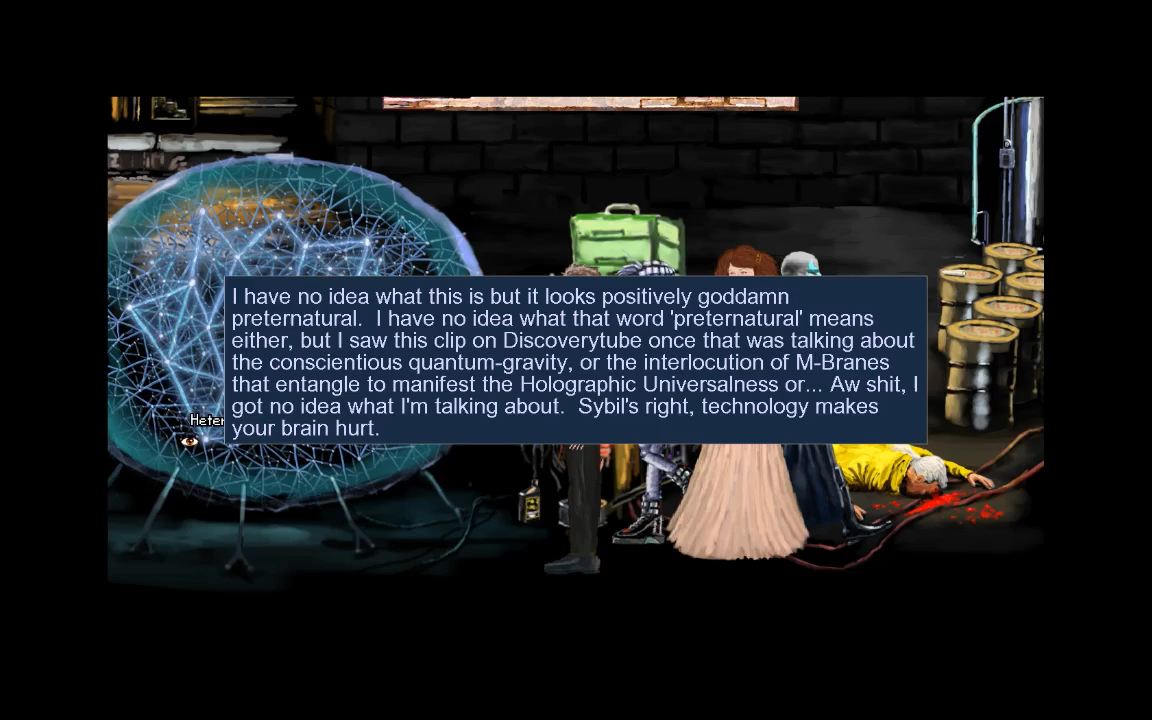 I have no idea what this is but it looks positively goddamn
preternatural.  I have no idea what that word 'preternatural' means
either, but I saw this clip on Discoverytube once that was talking about
the conscientious quantum-gravity, or the interlocution of M-Branes
that entangle to manifest the Holographic Universalness or... Aw shit, I
got no idea what I'm talking about.  Sybil's right, technology makes
your brain hurt.
Heter